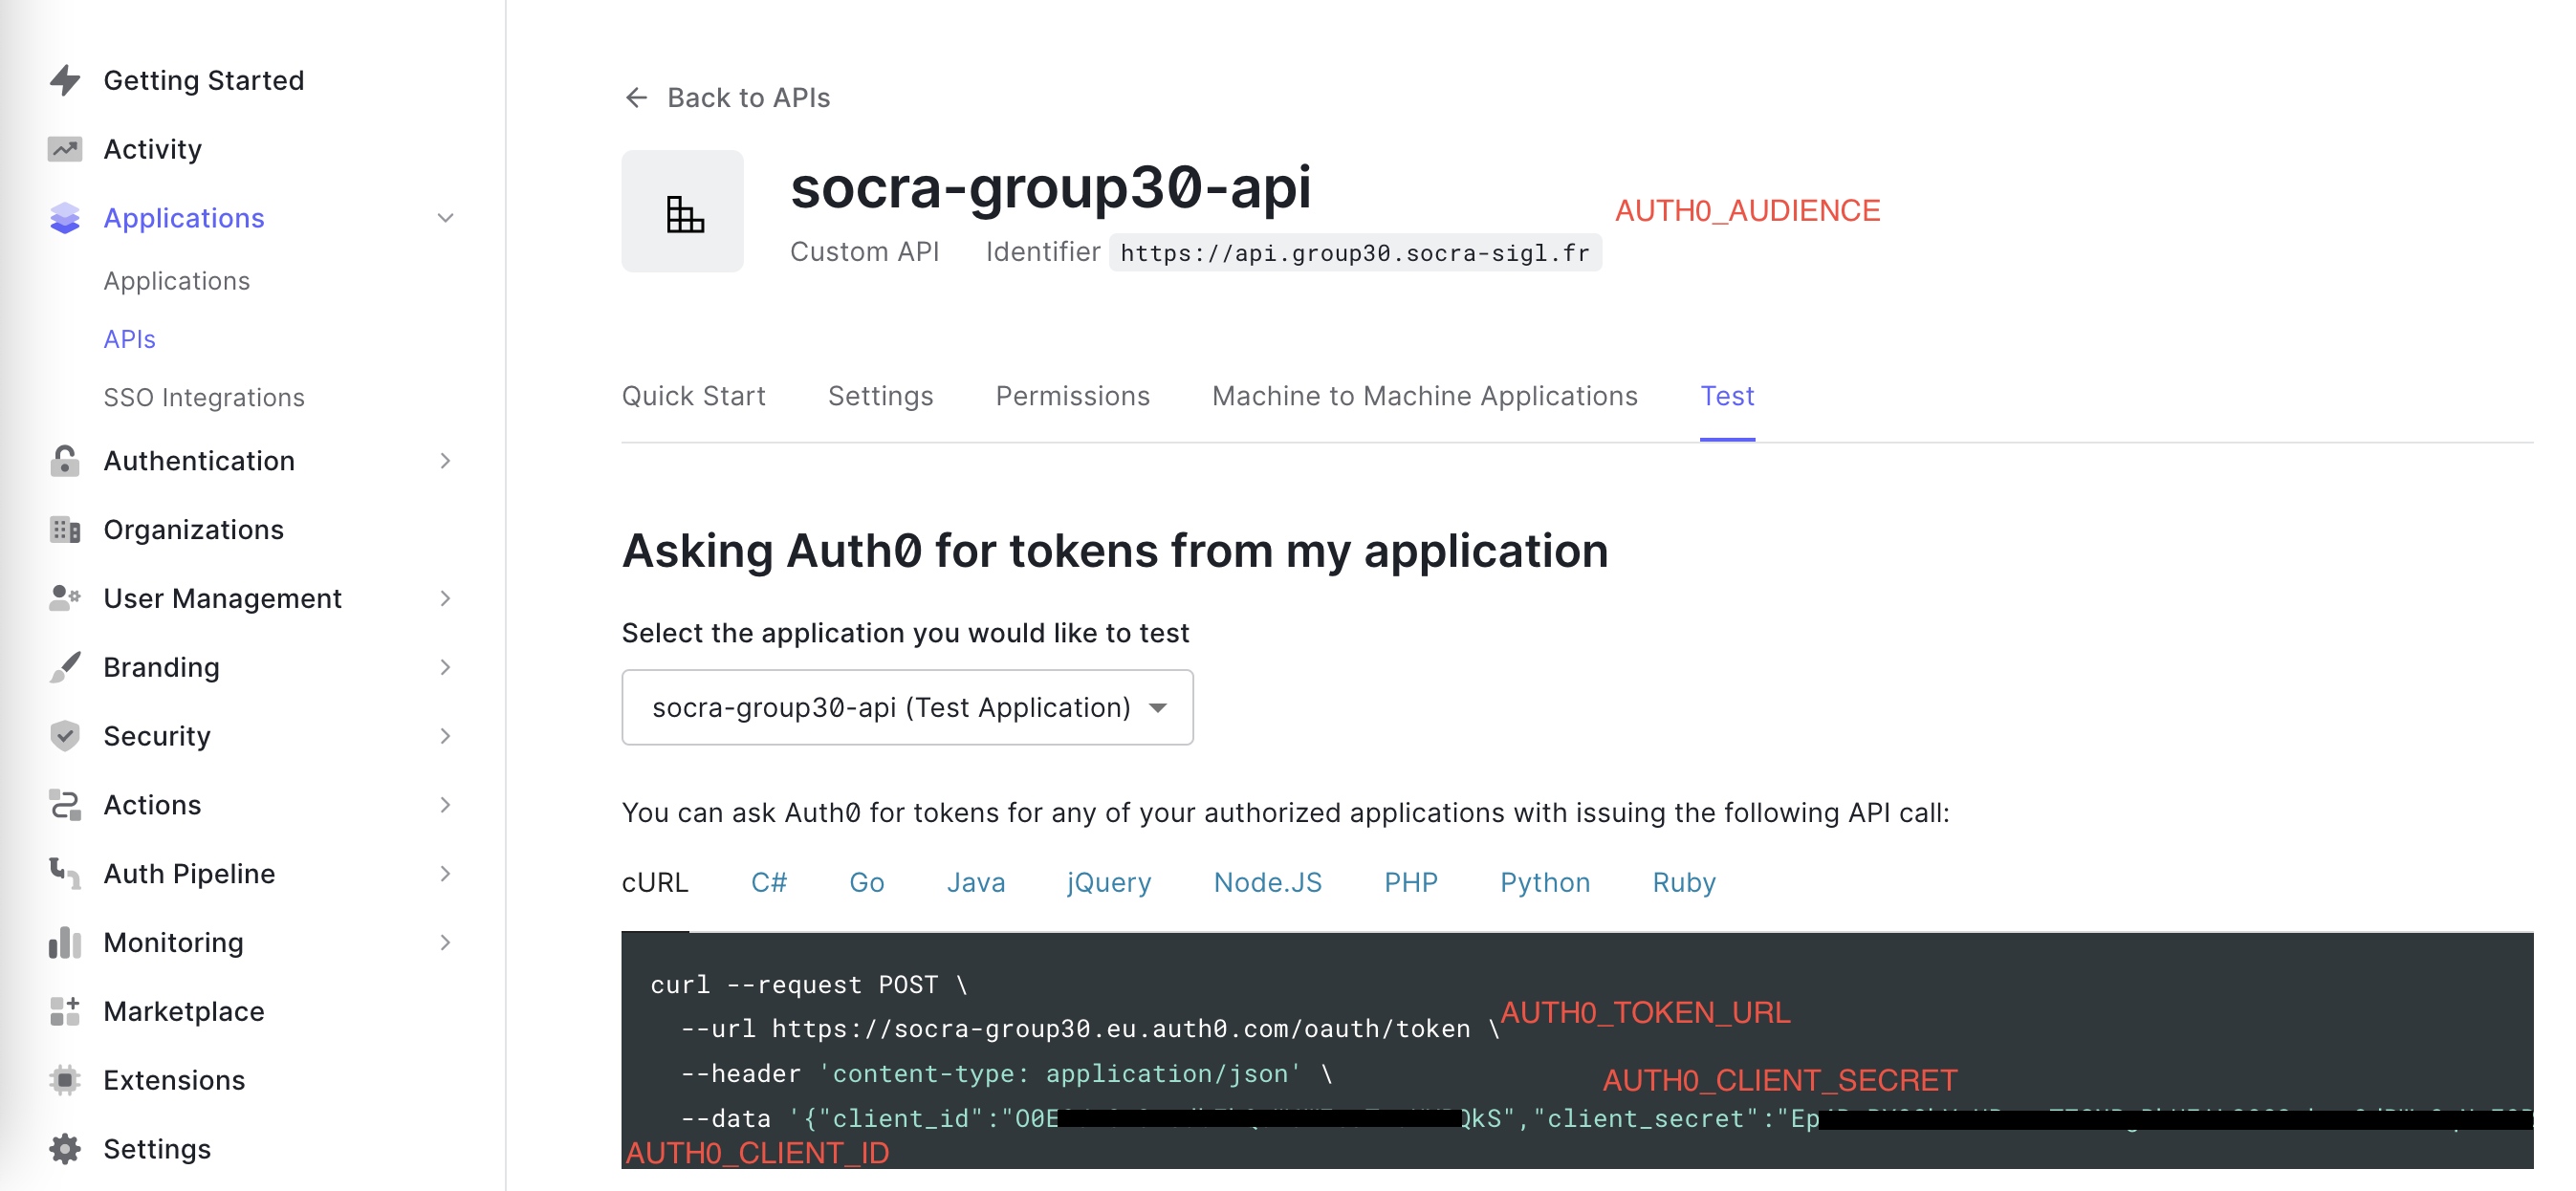 Getting Started
Activity
Applications
Applications
APIs
SSO Integrations
Authentication
Organizations
User Management
Branding
Security
Actions
Auth Pipeline
Monitoring
Marketplace
Extensions
Settings
← Back to APIs
socra-group30-api
AUTH0_AUDIENCE
Custom API Identifier https://api.group30.socra-sigl.fr
Quick Start Settings Permissions Machine to Machine Applications Test
Asking Auth0 for tokens from my application
Select the application you would like to test
socra-group30-api (Test Application)
You can ask Auth0 for tokens for any of your authorized applications with issuing the following API call:
cURL C# Go Java jQuery Node.JS PHP Python Ruby
curl --request POST \
AUTH0_TOKEN_URL
--url https://socra-group30.eu.auth0.com/oauth/token \
--header 'content-type: application/json' \
AUTH0_CLIENT_SECRET
--data '{"client_id":"O0E QkS","client_secret":"Ep
AUTH0_CLIENT_ID